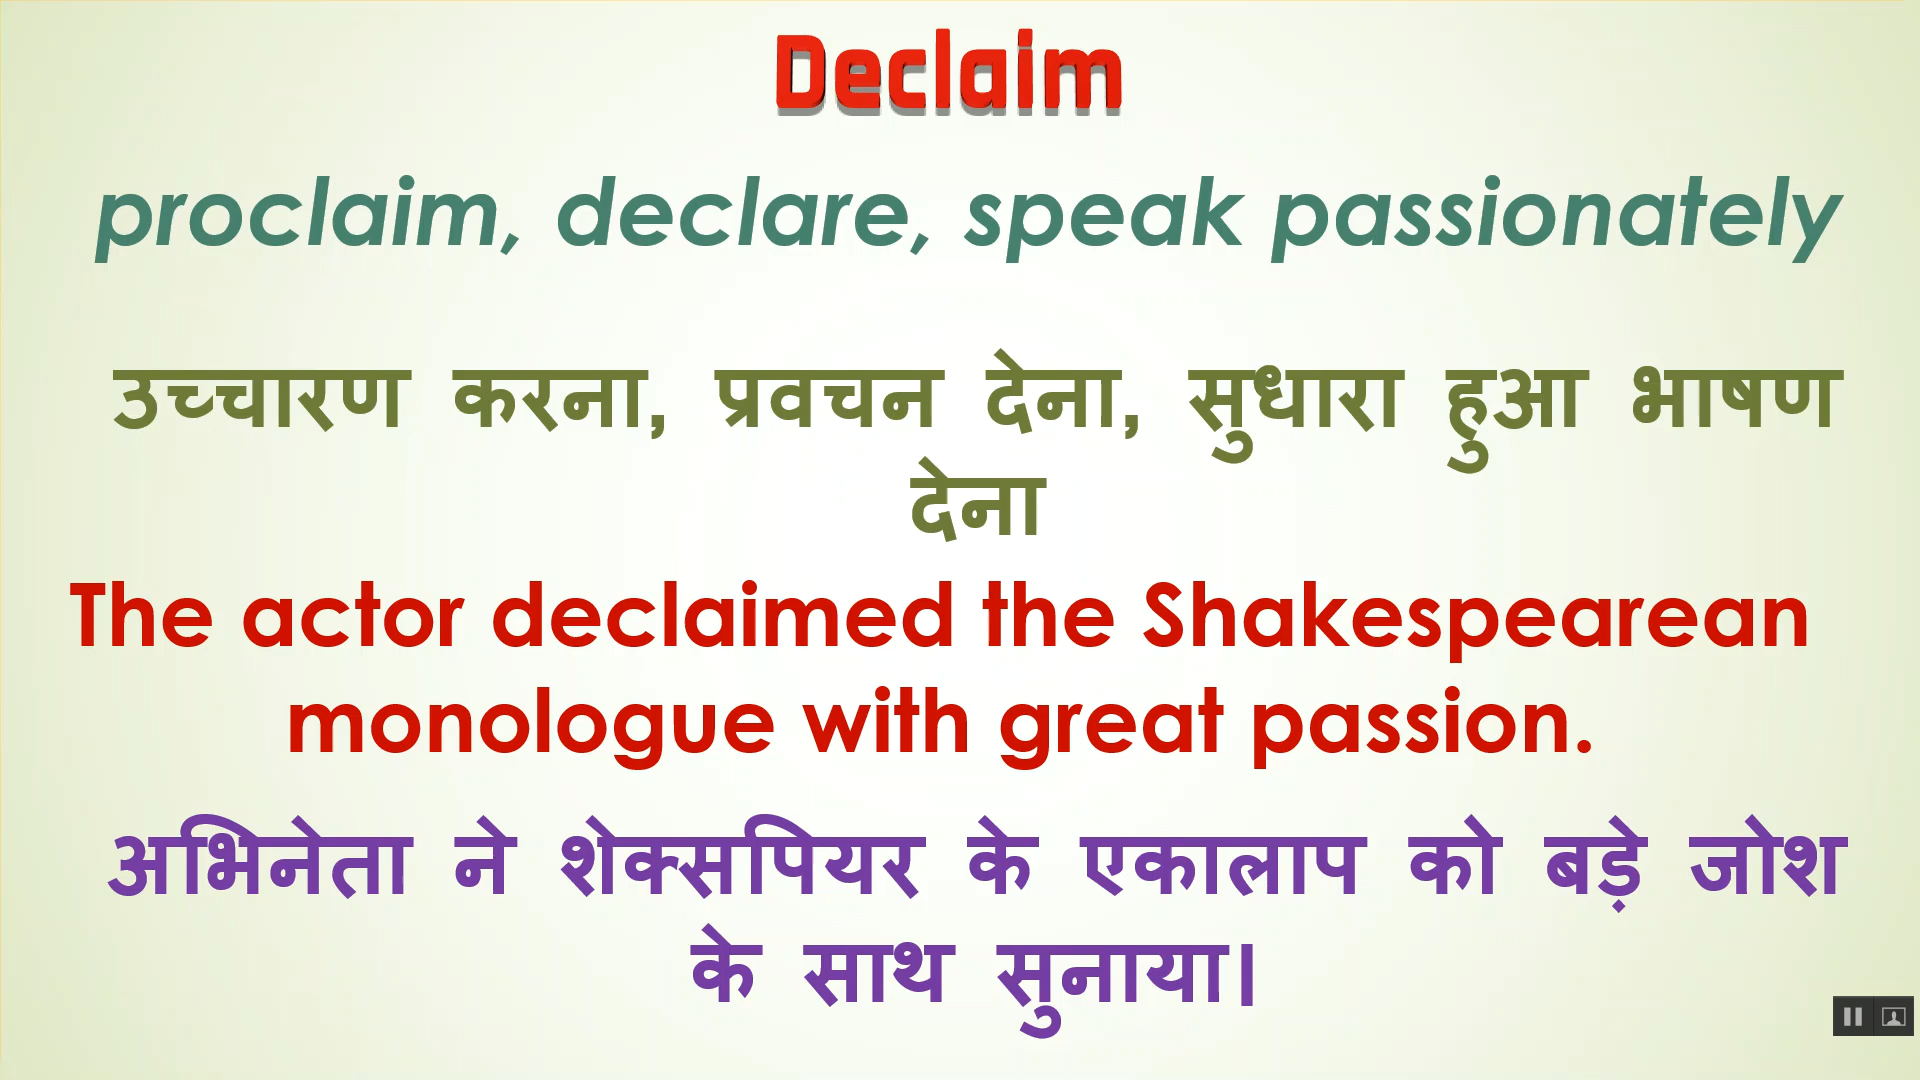 Declaim
proclaim, declare, speak passionately
उच्चारण करना, प्रवचन देना, सुधारा हुआ भाषण
देना
The actor declaimed the Shakespearean
monologue with great passion.
अभिनेता ने शेक्सपियर के एकालाप को बड़े जोश
के साथ सुनाया।